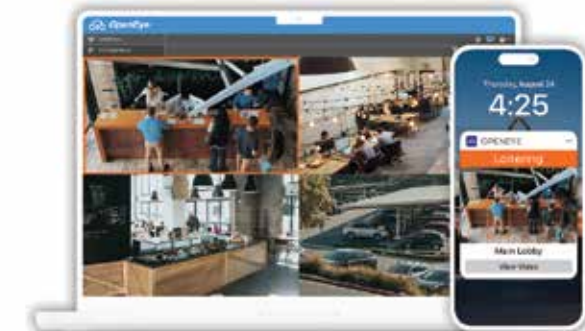 OpenEye
Thursday, August 24
4:25
OPENEYE
Loitering
Main Lobby
View Video